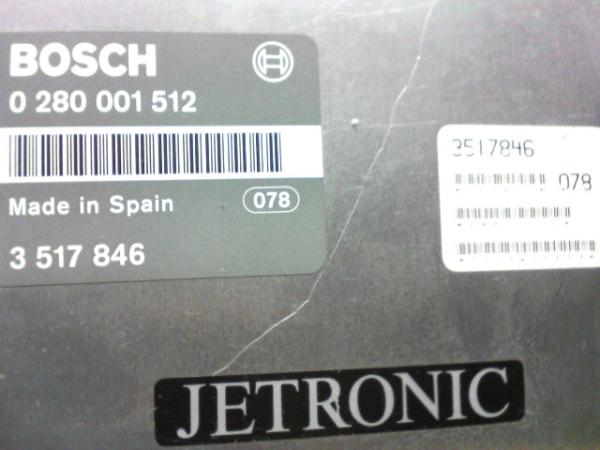 BOSCH
0 280 001 512
Made in Spain 078
3 517 846
3517846
078
JETRONIC